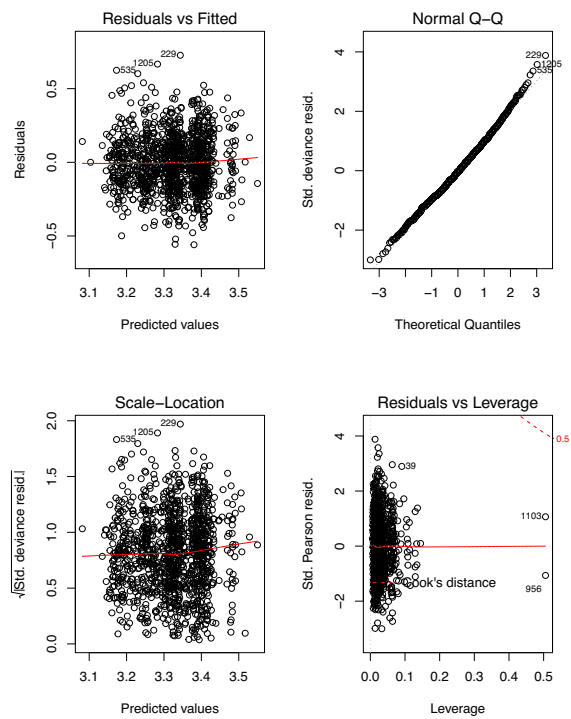 Residuals vs Fitted
Residuals
−0.5 0.0 0.5
535
1205
229
3.1 3.2 3.3 3.4 3.5
Predicted values
Normal Q−Q
Std. deviance resid.
−2 0 2 4
229
1205
535
−3 −1 0 1 2 3
Theoretical Quantiles
Scale−Location
√|Std. deviance resid.|
0.0 0.5 1.0 1.5 2.0
535
1205
229
3.1 3.2 3.3 3.4 3.5
Predicted values
Residuals vs Leverage
Std. Pearson resid.
−2 0 2 4
0.5
39
1103
956
Cook's distance
0.0 0.1 0.2 0.3 0.4 0.5
Leverage